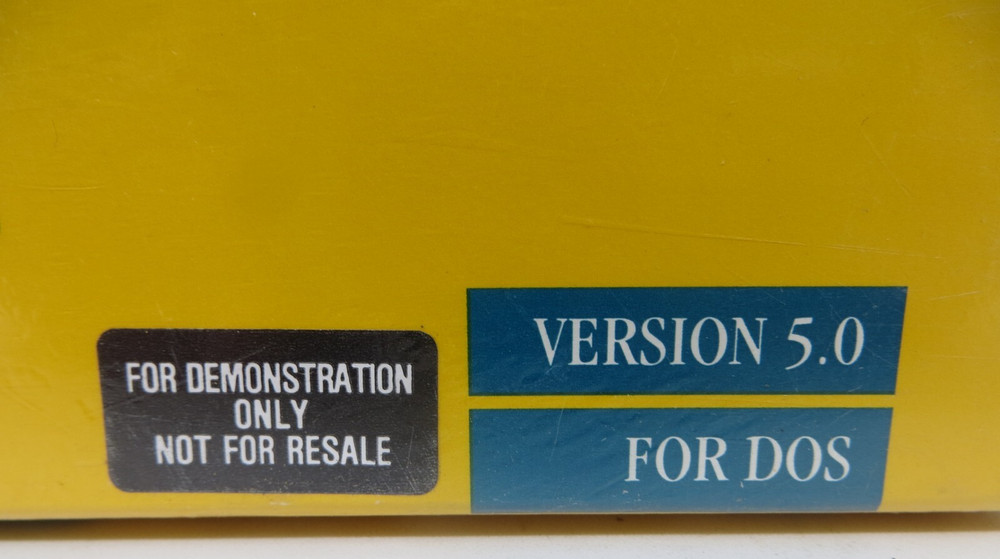 FOR DEMONSTRATION
ONLY
NOT FOR RESALE
VERSION 5.0
FOR DOS